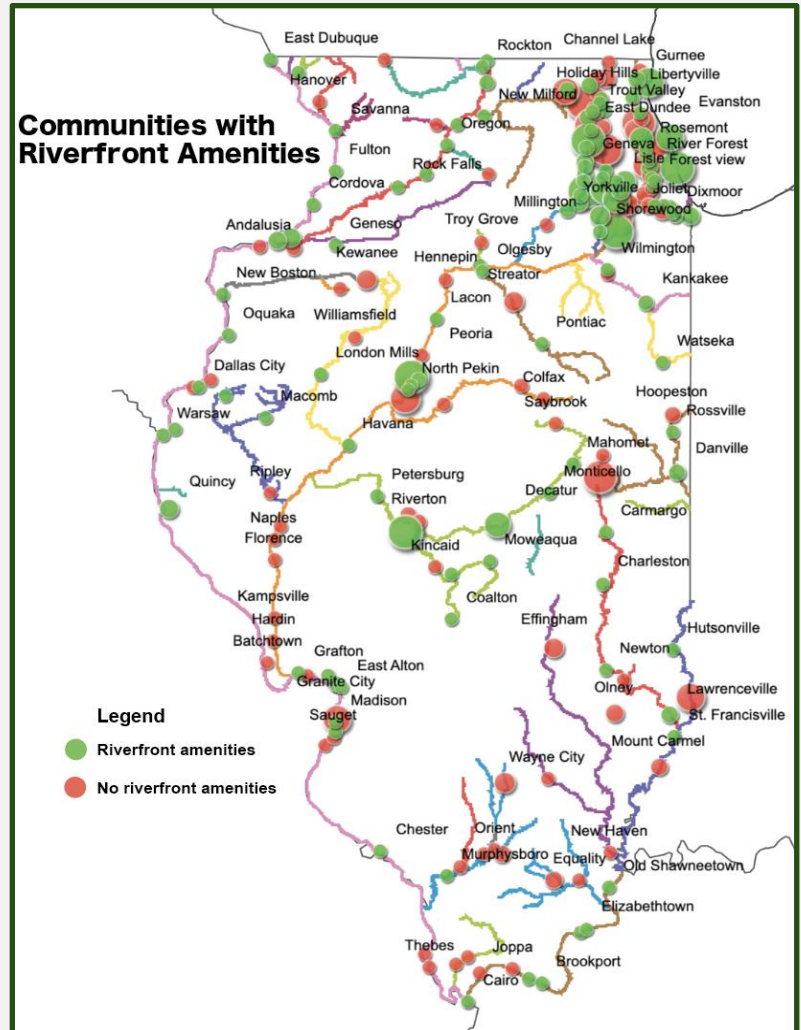 East Dubuque
Rockton
Channel Lake
Gurnee
Hanover
Holiday Hills
Libertyville
New Milford
Trout Valley
Savanna
East Dundee
Evanston
Communities with
Riverfront Amenities
Oregon
Rosemont
Fulton
Geneva
River Forest
Rock Falls
Lisle
Forest view
Cordova
Yorkville
Joliet
Dixmoor
Millington
Shorewood
Andalusia
Geneso
Troy Grove
Kewanee
Hennepin
Olgesby
Wilmington
New Boston
Streator
Kankakee
Lacon
Oquaka
Williamsfield
Peoria
Pontiac
Watseka
London Mills
Dallas City
North Pekin
Colfax
Hoopeston
Macomb
Saybrook
Rossville
Warsaw
Havana
Mahomet
Danville
Ripley
Petersburg
Monticello
Quincy
Riverton
Decatur
Carmargo
Naples
Florence
Kincaid
Moweaqua
Charleston
Kampsville
Coalton
Hardin
Effingham
Hutsonville
Batchtown
Grafton
Newton
East Alton
Granite City
Olney
Lawrenceville
Madison
Legend
Sauget
St. Francisville
Riverfront amenities
Mount Carmel
Wayne City
No riverfront amenities
Chester
Orient
New Haven
Murphysboro
Equality
Old Shawneetown
Elizabethtown
Thebes
Joppa
Brookport
Cairo